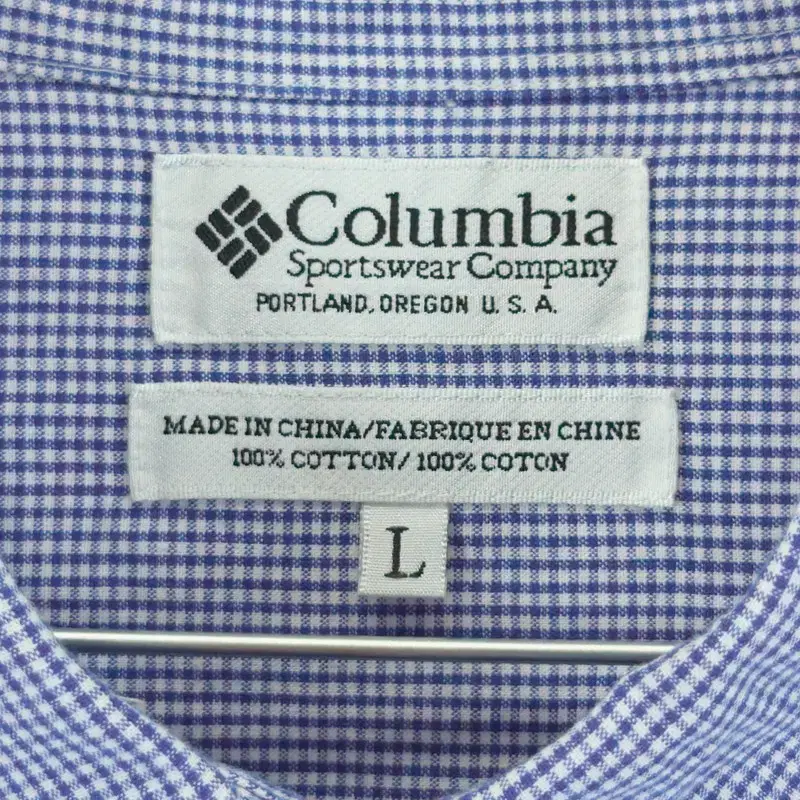 Columbia
Sportswear Company
PORTLAND, OREGON U. S. A.
MADE IN CHINA/FABRIQUE EN CHINE
100% COTTON/ 100% COTON
L